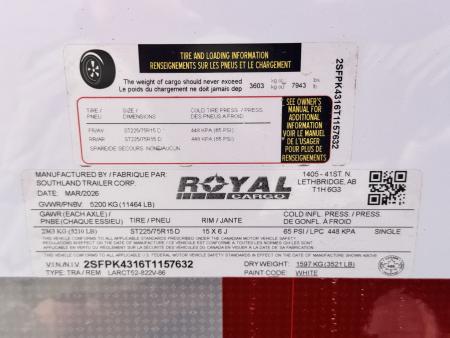 TIRE AND LOADING INFORMATION
RENSEIGNEMENTS SUR LES PNEUS ET LE CHARGEMENT
The weight of cargo should never exceed
Le poids du chargement ne doit jamais dep
3603 kg ou or 7943 lbs lb
TIRE / PNEU SIZE / DIMENSIONS COLD TIRE PRESS. / PRESS. DES PNEUS A FROID
FR/AV ST225/75R15 D 448 KPA (65 PSI)
RR/AR ST225/75R15 D 448 KPA (65 PSI)
SPARE/DE SECOURS NONE/AUCUN
SEE OWNER'S
MANUAL FOR
ADDITIONAL
INFORMATION
VOIR LE MANUEL
DE L'USAGER
POUR PLUS DE
RENSEIGNEMENTS
2SFPK4316T1157632
MANUFACTURED BY / FABRIQUE PAR:
SOUTHLAND TRAILER CORP.
DATE: MAR/2026
GVWR/PNBV: 5200 KG (11464 LB)
ROYAL
CARGO
1405 - 41ST. N
LETHBRIDGE, AB
T1H 6G3
GAWR (EACH AXLE) / PNBE (CHAQUE ESSIEU) TIRE / PNEU RIM / JANTE COLD INFL. PRESS. / PRESS. DE GONFL. A FROID
ST225/75R15 D 15 X 6 J 65 PSI / LPC 448 KPA SINGLE
V.I.N./N.I.V. 2SFPK4316T1157632 DRY WEIGHT: 1597 KG (3521 LB)
TYPE: TRA / REM LARCT52-822V-86 PAINT CODE: WHITE